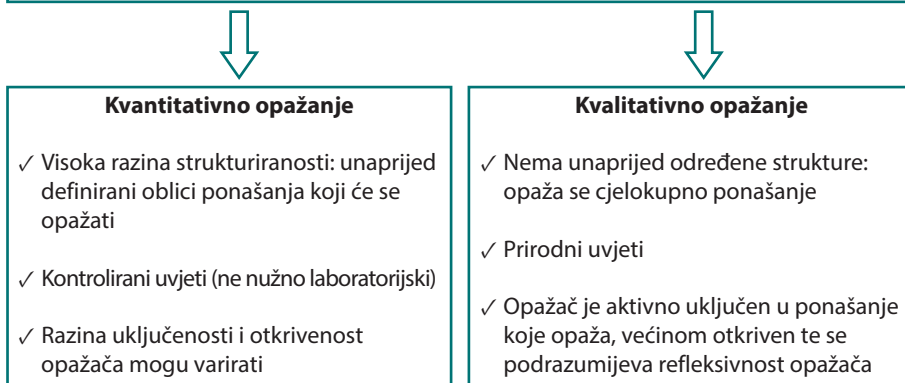 Kvantitativno opažanje
✓ Visoka razina strukturiranosti: unaprijed
definirani oblici ponašanja koji će se
opažati
✓ Kontrolirani uvjeti (ne nužno laboratorijski)
✓ Razina uključenosti i otkrivenost
opažača mogu varirati
Kvalitativno opažanje
✓ Nema unaprijed određene strukture:
opaža se cjelokupno ponašanje
✓ Prirodni uvjeti
✓ Opažač je aktivno uključen u ponašanje
koje opaža, većinom otkriven te se
podrazumijeva refleksivnost opažača